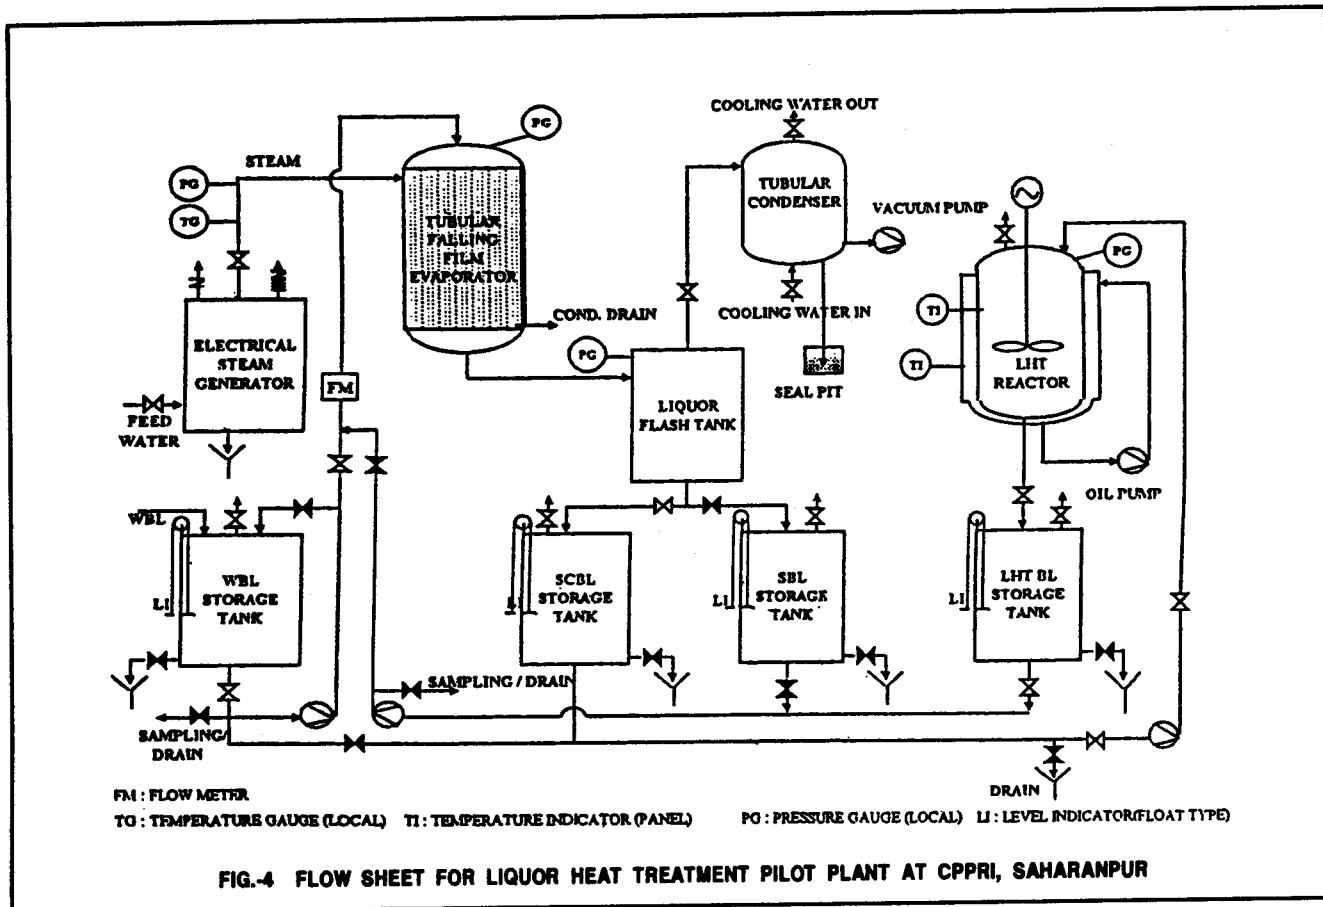 COOLING WATER OUT
PG
STEAM
PG
TG
TUBULAR
FALLING
FILM
EVAPORATOR
TUBULAR
CONDENSER
VACUUM PUMP
PG
COND. DRAIN
COOLING WATER IN
TI
ELECTRICAL
STEAM
GENERATOR
PG
TI
LHT
REACTOR
FM
SEAL PIT
FEED
WATER
LIQUOR
FLASH TANK
OIL PUMP
WBL
WBL
STORAGE
TANK
LI
SCBL
STORAGE
TANK
SBL
STORAGE
TANK
LI
LHT BL
STORAGE
TANK
LI
SAMPLING / DRAIN
SAMPLING/
DRAIN
DRAIN
FM : FLOW METER
TG : TEMPERATURE GAUGE (LOCAL) TI : TEMPERATURE INDICATOR (PANEL) PG : PRESSURE GAUGE (LOCAL) LI : LEVEL INDICATOR(FLOAT TYPE)
FIG.-4 FLOW SHEET FOR LIQUOR HEAT TREATMENT PILOT PLANT AT CPPRI, SAHARANPUR